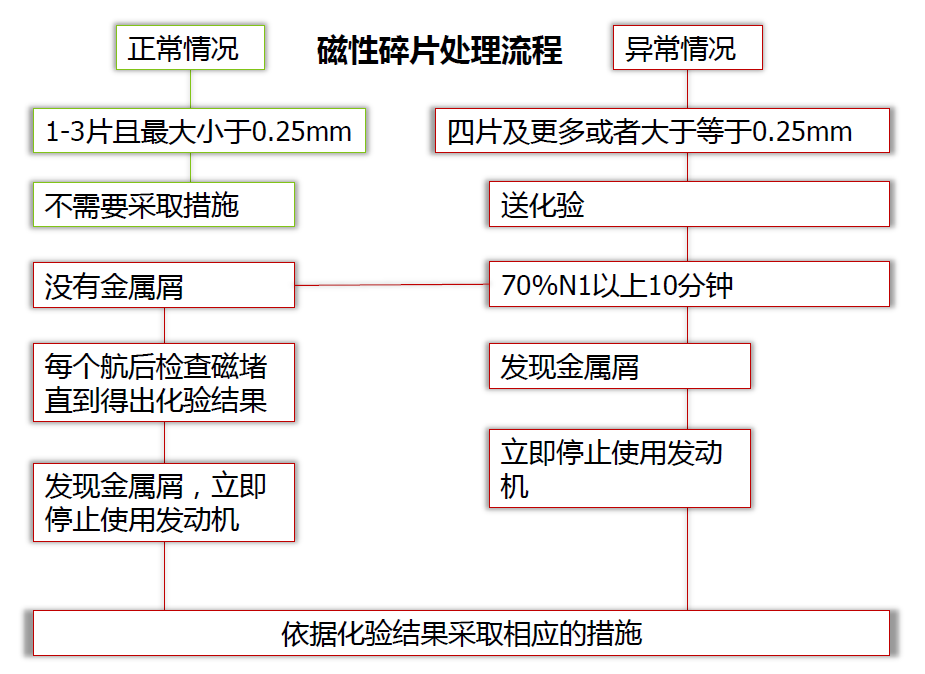 正常情况
磁性碎片处理流程
异常情况
1-3片且最大小于0.25mm
四片及更多或者大于等于0.25mm
不需要采取措施
送化验
没有金属屑
70%N1以上10分钟
每个航后检查磁堵
直到得出化验结果
发现金属屑
发现金属屑，立即
停止使用发动机
立即停止使用发动
机
依据化验结果采取相应的措施